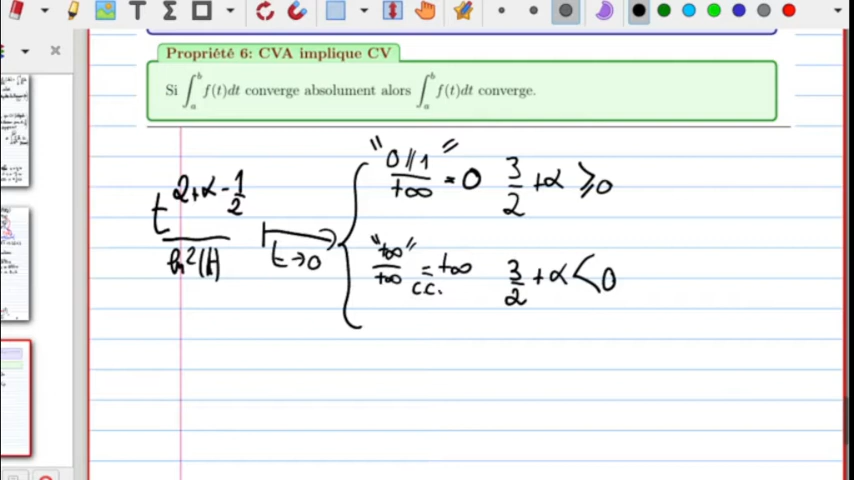 Propriété 6: CVA implique CV
Si ∫_a^b f(t)dt converge absolument alors ∫_a^b f(t)dt converge.
t^{2+α-1/2} / ln²(t) ⟼ t→0
"0 // 1" / +∞ = 0   3/2 + α ⩾ 0
"+∞" / +∞ = +∞ c.c.   3/2 + α < 0